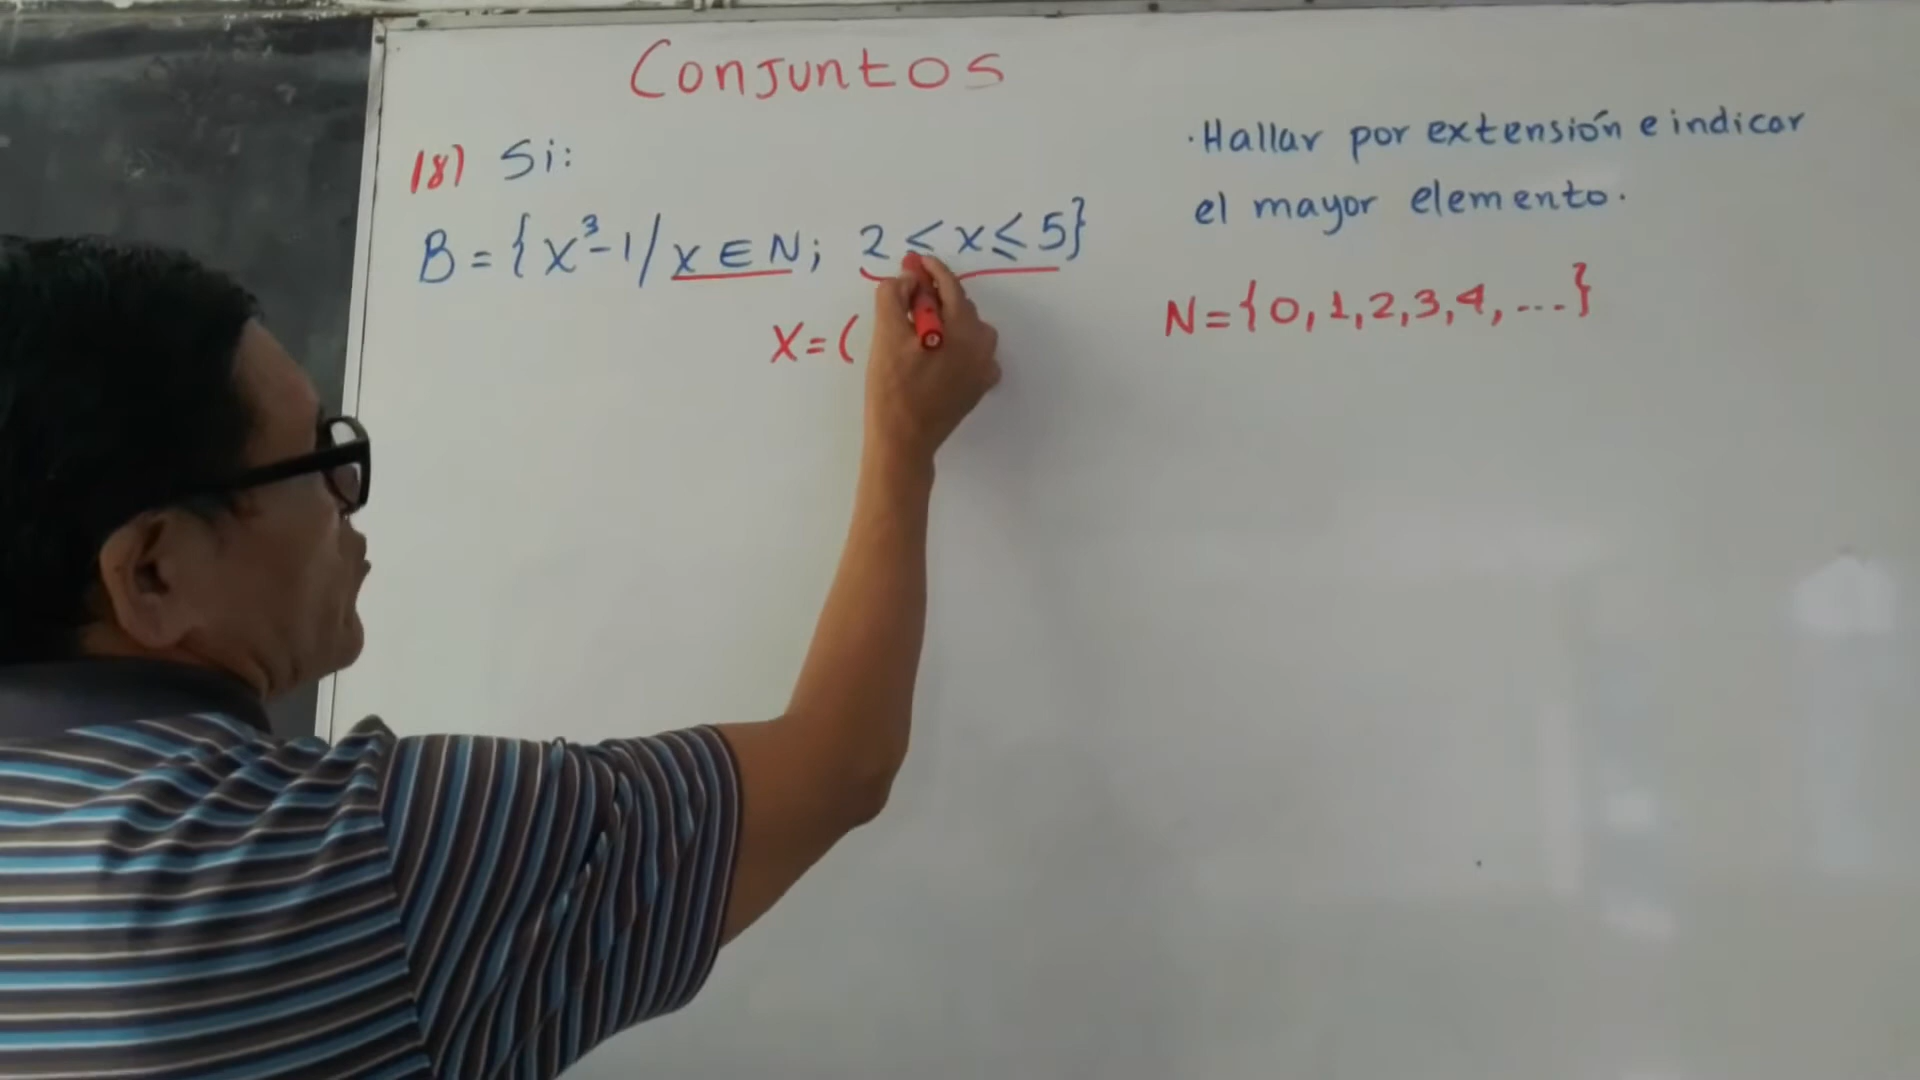 Conjuntos
18) Si:
B = {x³-1/x ∈ N; 2 ≤ x ≤ 5}
x = (
· Hallar por extensión e indicar
el mayor elemento.
N = {0, 1, 2, 3, 4, ...}